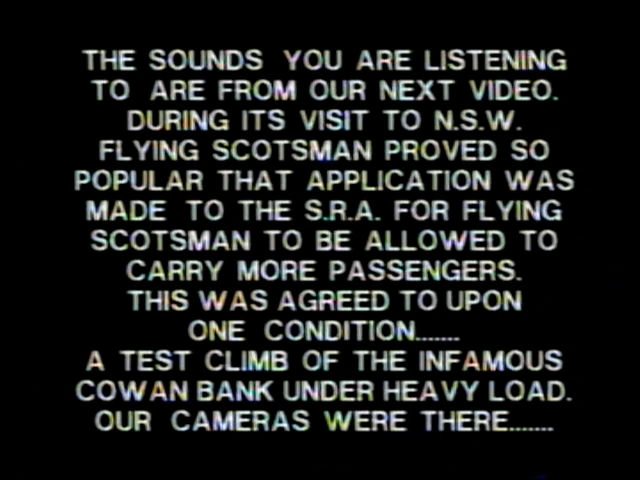 THE SOUNDS YOU ARE LISTENING
TO ARE FROM OUR NEXT VIDEO.
DURING ITS VISIT TO N.S.W.
FLYING SCOTSMAN PROVED SO
POPULAR THAT APPLICATION WAS
MADE TO THE S.R.A. FOR FLYING
SCOTSMAN TO BE ALLOWED TO
CARRY MORE PASSENGERS.
THIS WAS AGREED TO UPON
ONE CONDITION.......
A TEST CLIMB OF THE INFAMOUS
COWAN BANK UNDER HEAVY LOAD.
OUR CAMERAS WERE THERE.......